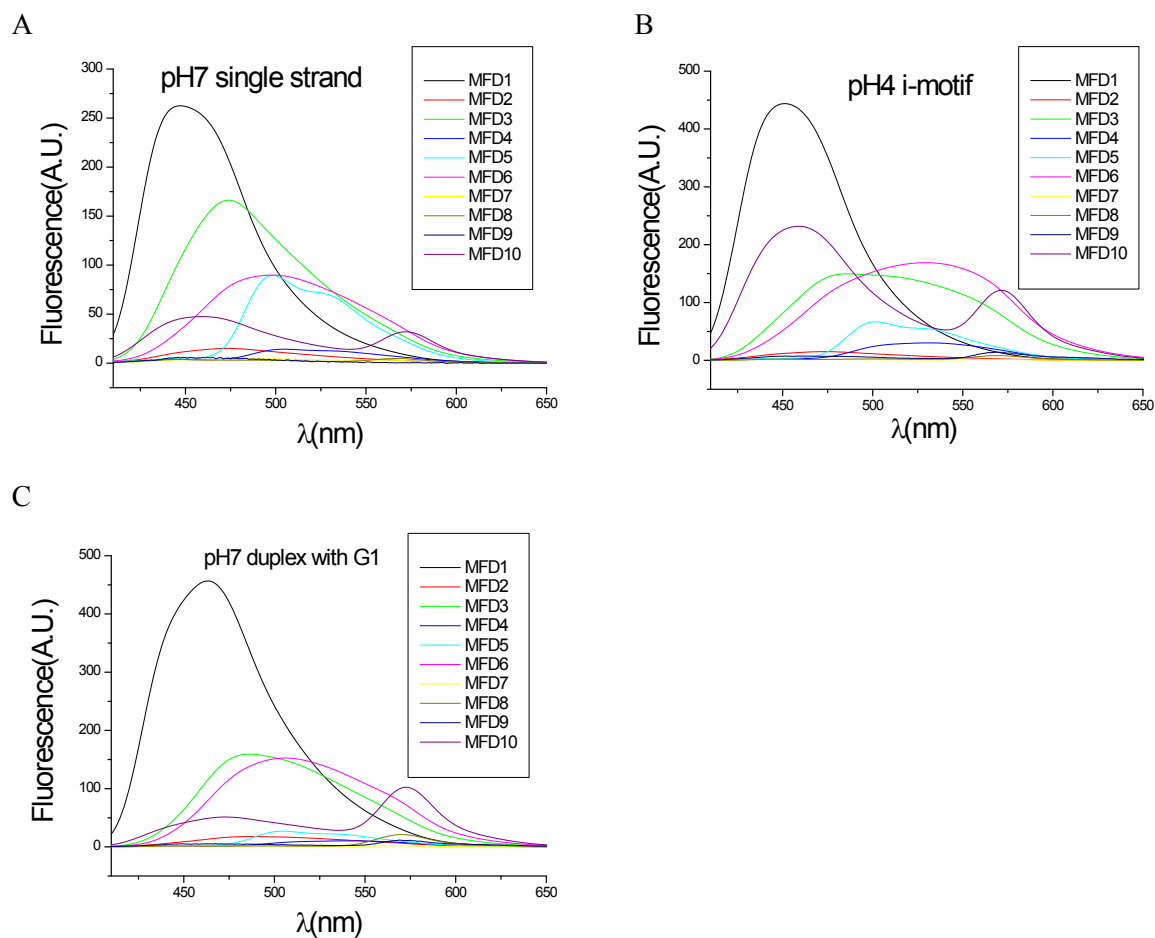 A
pH7 single strand
MFD1
MFD2
MFD3
MFD4
MFD5
MFD6
MFD7
MFD8
MFD9
MFD10
Fluorescence(A.U.)
300
250
200
150
100
50
0
450
500
550
600
650
λ(nm)
B
pH4 i-motif
MFD1
MFD2
MFD3
MFD4
MFD5
MFD6
MFD7
MFD8
MFD9
MFD10
Fluorescence(A.U.)
500
400
300
200
100
0
450
500
550
600
650
λ(nm)
C
pH7 duplex with G1
MFD1
MFD2
MFD3
MFD4
MFD5
MFD6
MFD7
MFD8
MFD9
MFD10
Fluorescence(A.U.)
500
400
300
200
100
0
450
500
550
600
650
λ(nm)